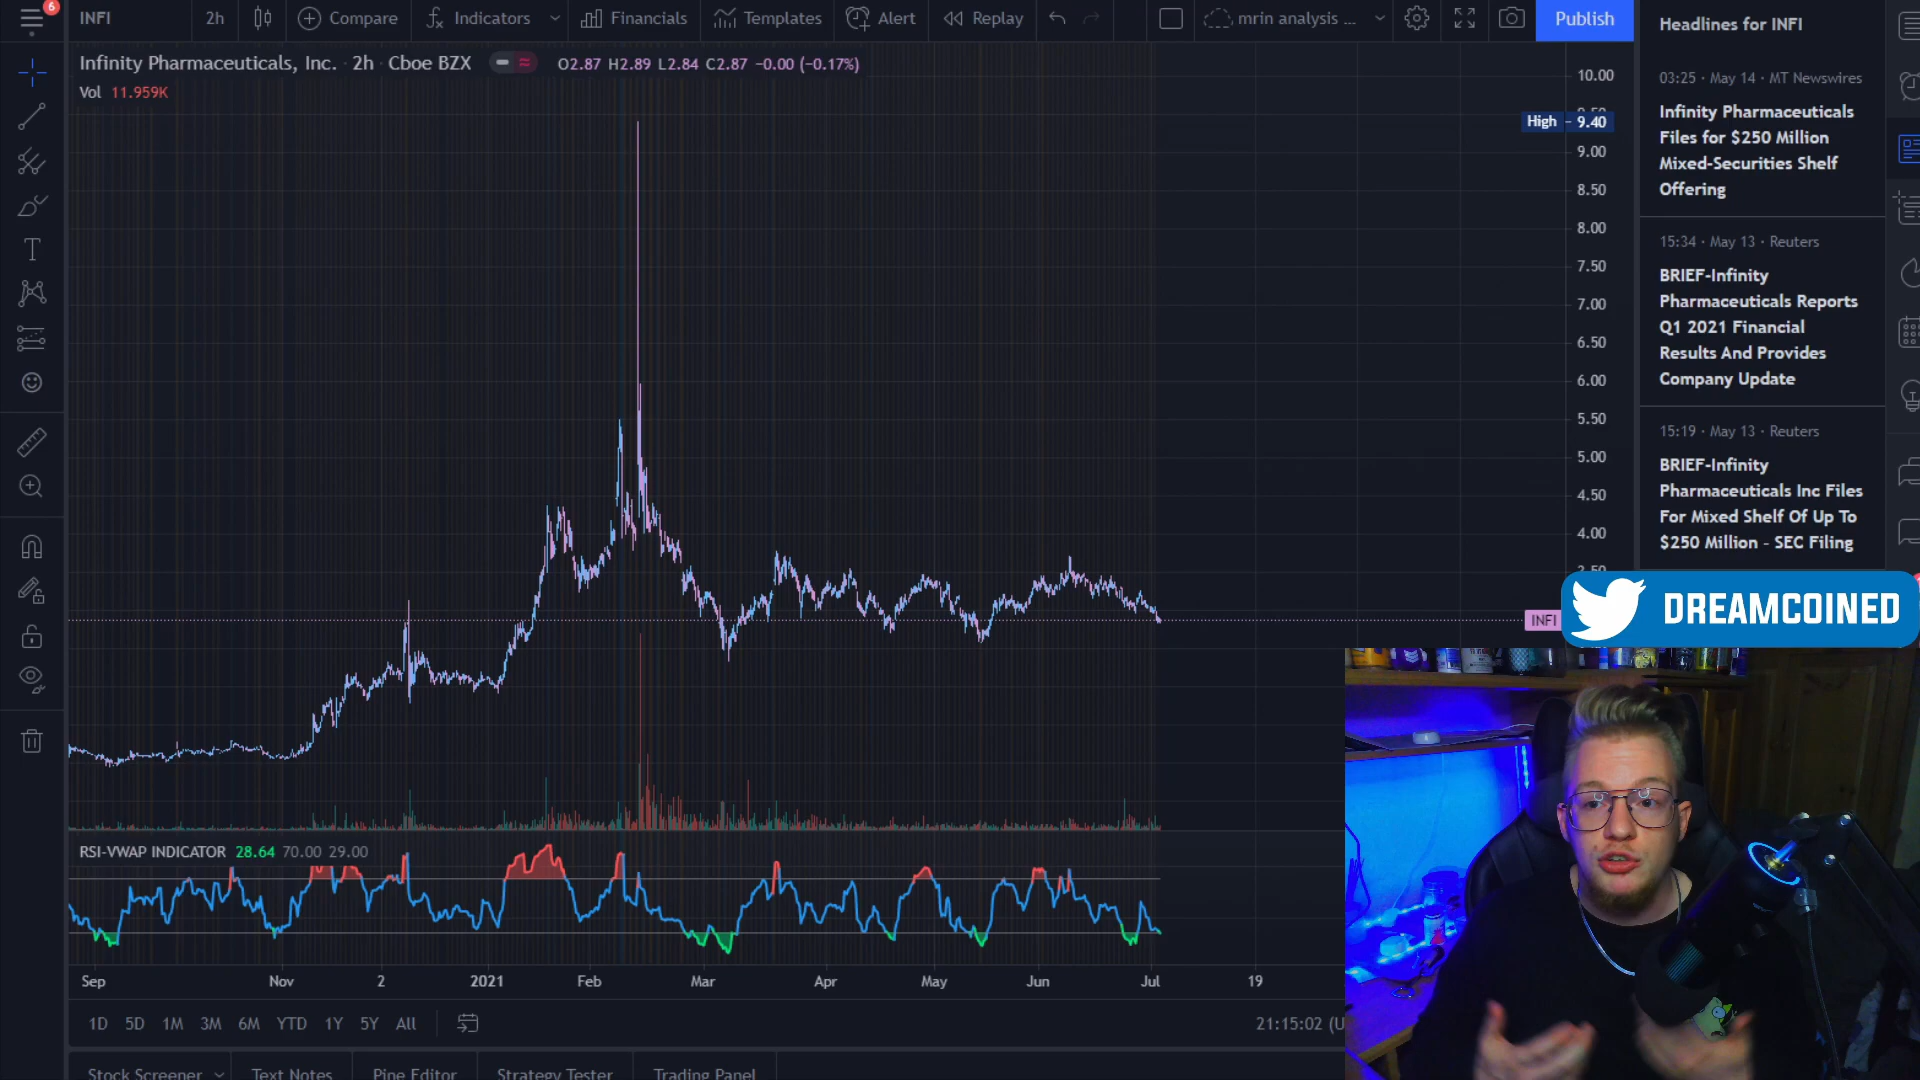 6
INFI
2h
Compare
Indicators
Financials
Templates
Alert
Replay
mrin analysis ...
Publish
Headlines for INFI
Infinity Pharmaceuticals, Inc. · 2h · Cboe BZX
O2.87 H2.89 L2.84 C2.87 −0.00 (−0.17%)
Vol 11.959K
10.00
High - 9.40
9.00
8.50
8.00
7.50
7.00
6.50
6.00
5.50
5.00
4.50
4.00
INFI
03:25 · May 14 · MT Newswires
Infinity Pharmaceuticals
Files for $250 Million
Mixed-Securities Shelf
Offering
15:34 · May 13 · Reuters
BRIEF-Infinity
Pharmaceuticals Reports
Q1 2021 Financial
Results And Provides
Company Update
15:19 · May 13 · Reuters
BRIEF-Infinity
Pharmaceuticals Inc Files
For Mixed Shelf Of Up To
$250 Million - SEC Filing
DREAMCOINED
RSI-VWAP INDICATOR 28.64 70.00 29.00
Sep
Nov
2
2021
Feb
Mar
Apr
May
Jun
Jul
19
1D 5D 1M 3M 6M YTD 1Y 5Y All
21:15:02 (U
Stock Screener
Text Notes
Pine Editor
Strategy Tester
Trading Panel